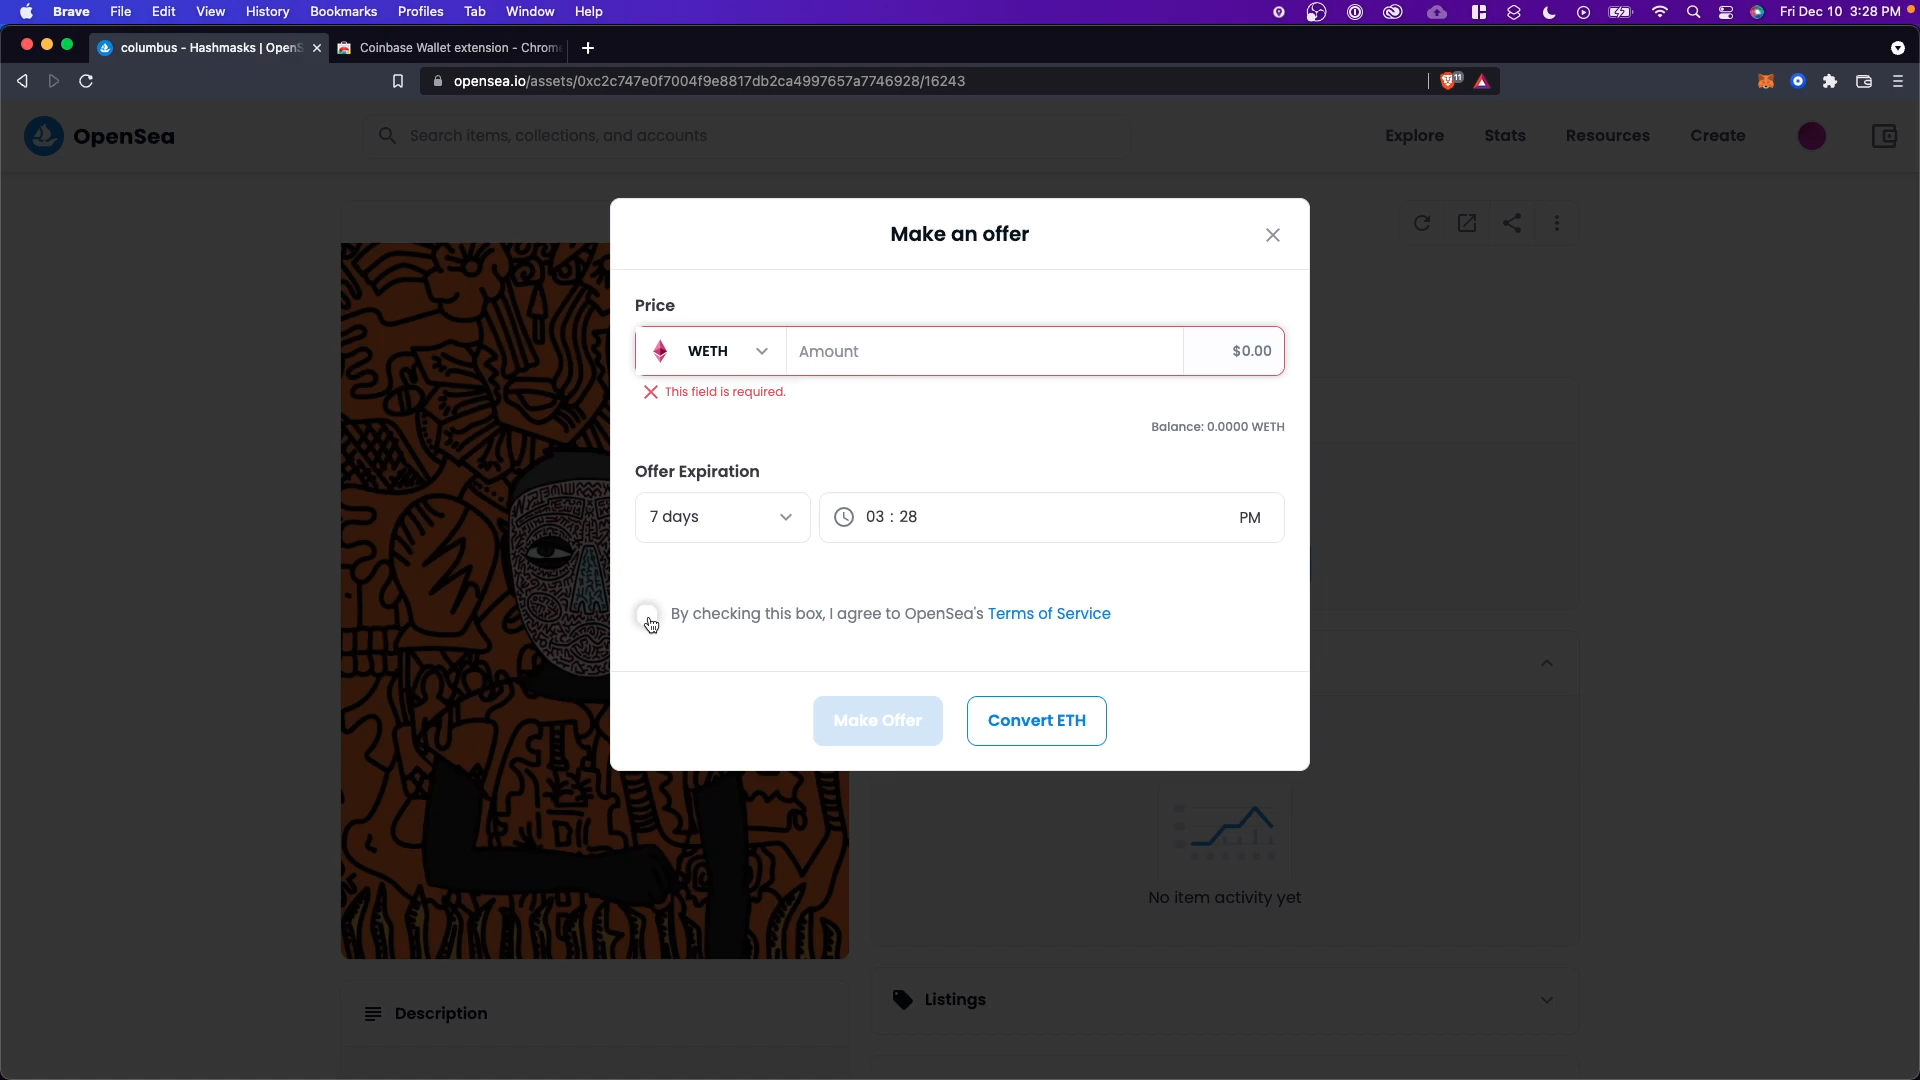 Brave File Edit View History Bookmarks Profiles Tab Window Help Fri Dec 10 3:28 PM
columbus - Hashmasks | OpenS Coinbase Wallet extension - Chrom
opensea.io/assets/0xc2c747e0f7004f9e8817db2ca4997657a7746928/16243 11
OpenSea Search items, collections, and accounts Explore Stats Resources Create
Make an offer
Price
WETH Amount $0.00
This field is required.
Balance: 0.0000 WETH
Offer Expiration
7 days 03 : 28 PM
By checking this box, I agree to OpenSea's Terms of Service
Make Offer Convert ETH
No item activity yet
Listings
Description